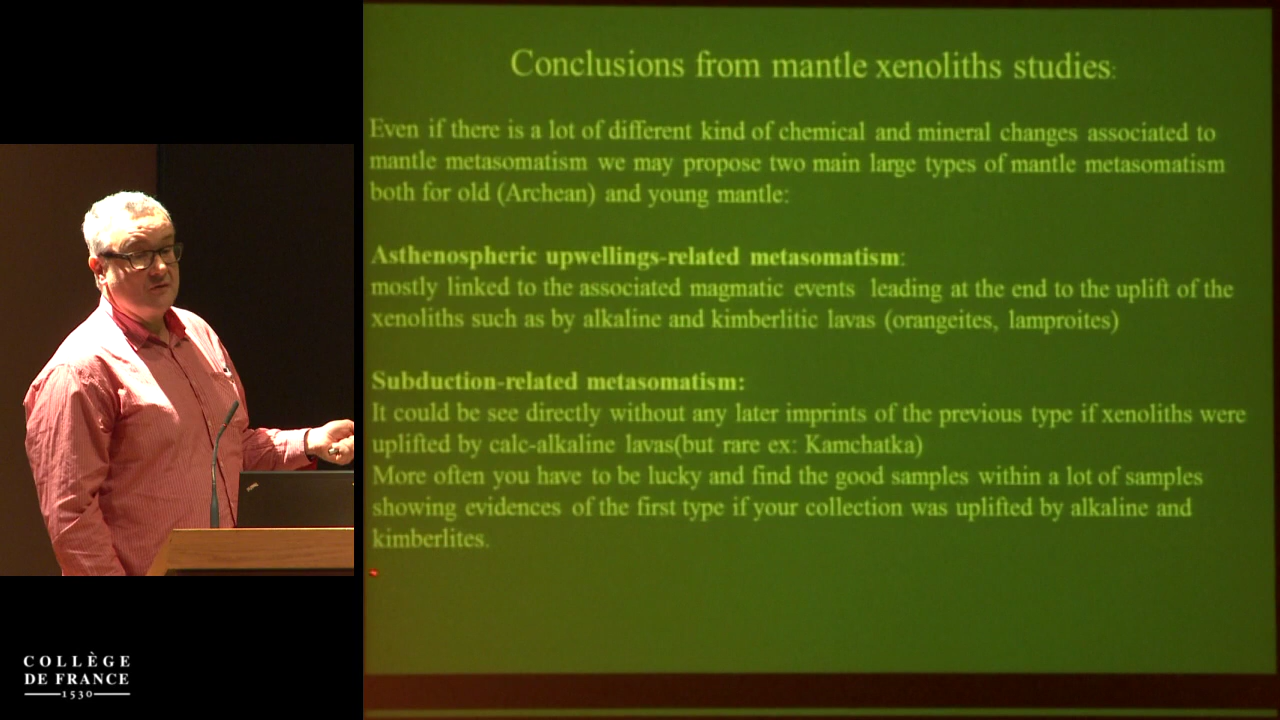 Conclusions from mantle xenoliths studies:
Even if there is a lot of different kind of chemical and mineral changes associated to
mantle metasomatism we may propose two main large types of mantle metasomatism
both for old (Archean) and young mantle:
Asthenospheric upwellings-related metasomatism:
mostly linked to the associated magmatic events leading at the end to the uplift of the
xenoliths such as by alkaline and kimberlitic lavas (orangeites, lamproites)
Subduction-related metasomatism:
It could be see directly without any later imprints of the previous type if xenoliths were
uplifted by calc-alkaline lavas(but rare ex: Kamchatka)
More often you have to be lucky and find the good samples within a lot of samples
showing evidences of the first type if your collection was uplifted by alkaline and
kimberlites.
COLLÈGE
DE FRANCE
1530